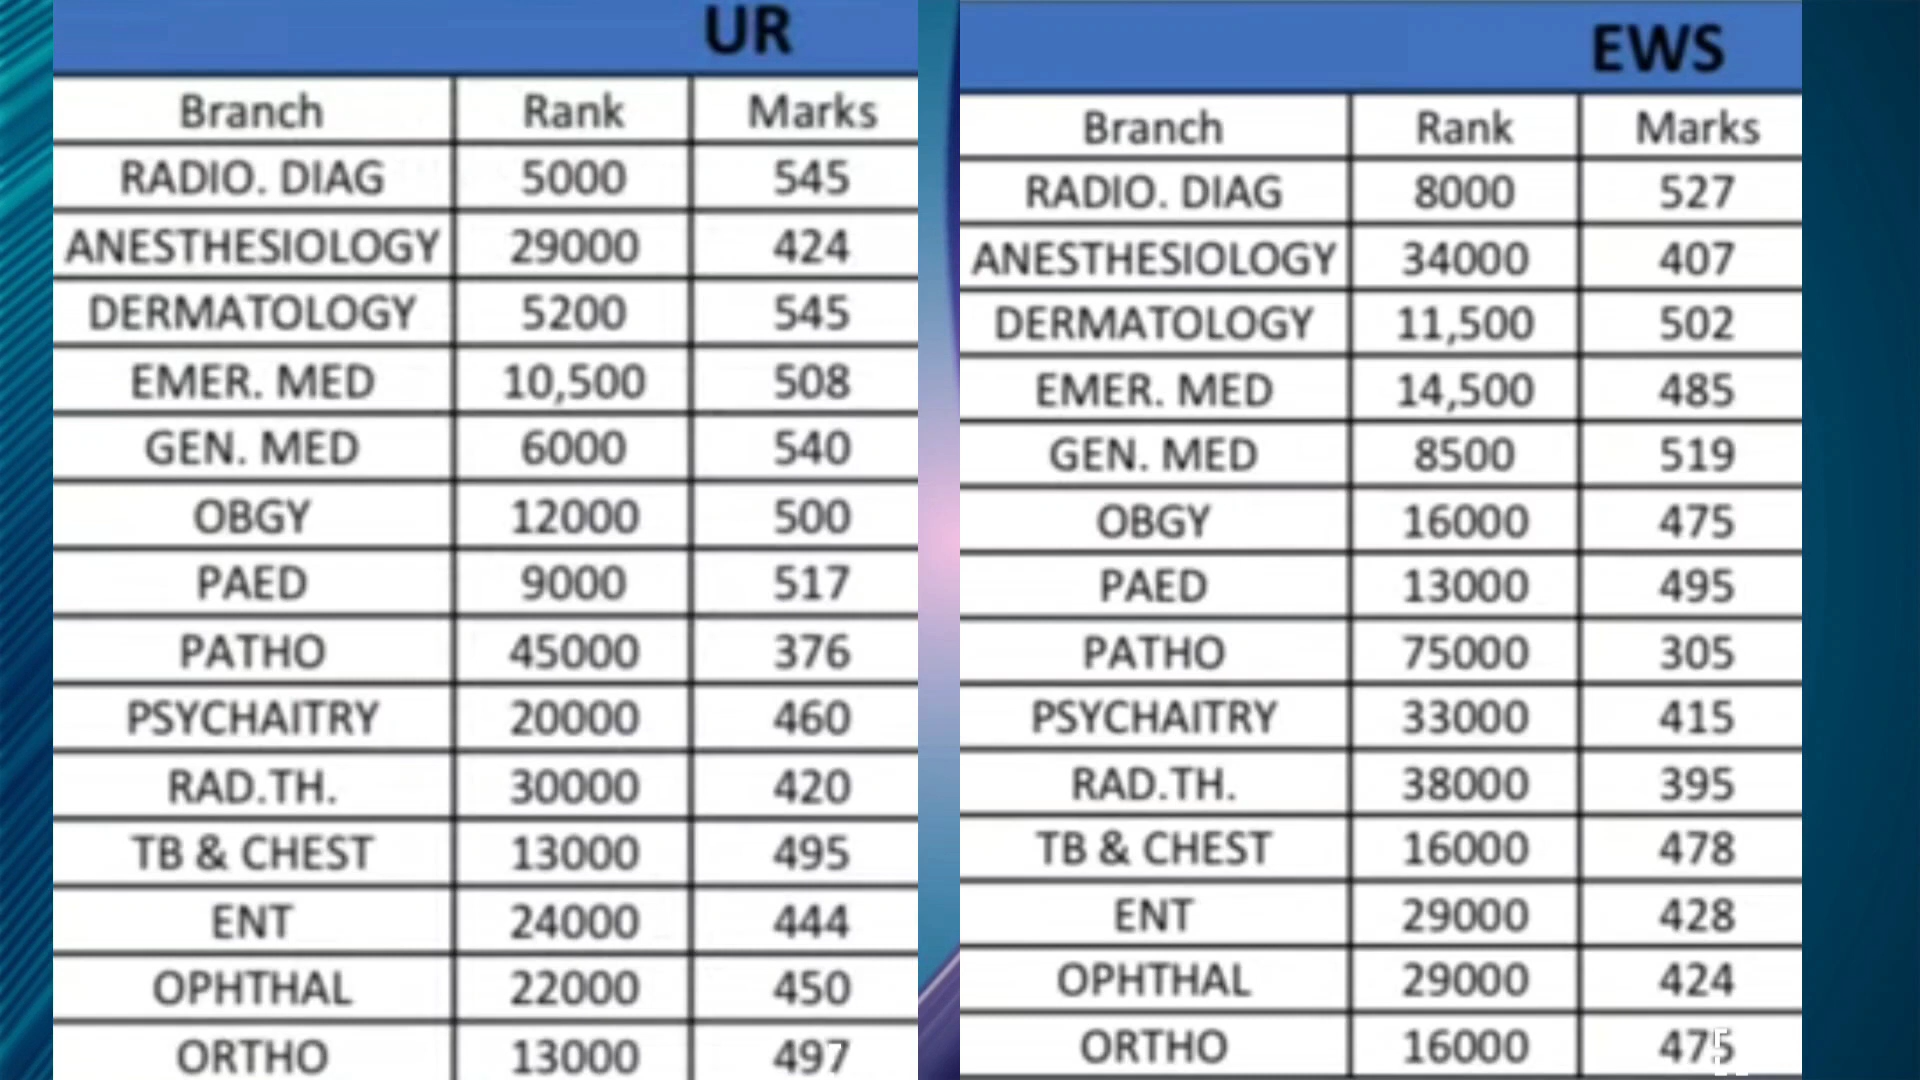 UR
Branch Rank Marks
RADIO. DIAG 5000 545
ANESTHESIOLOGY 29000 424
DERMATOLOGY 5200 545
EMER. MED 10,500 508
GEN. MED 6000 540
OBGY 12000 500
PAED 9000 517
PATHO 45000 376
PSYCHAITRY 20000 460
RAD.TH. 30000 420
TB & CHEST 13000 495
ENT 24000 444
OPHTHAL 22000 450
ORTHO 13000 497
EWS
Branch Rank Marks
RADIO. DIAG 8000 527
ANESTHESIOLOGY 34000 407
DERMATOLOGY 11,500 502
EMER. MED 14,500 485
GEN. MED 8500 519
OBGY 16000 475
PAED 13000 495
PATHO 75000 305
PSYCHAITRY 33000 415
RAD.TH. 38000 395
TB & CHEST 16000 478
ENT 29000 428
OPHTHAL 29000 424
ORTHO 16000 475